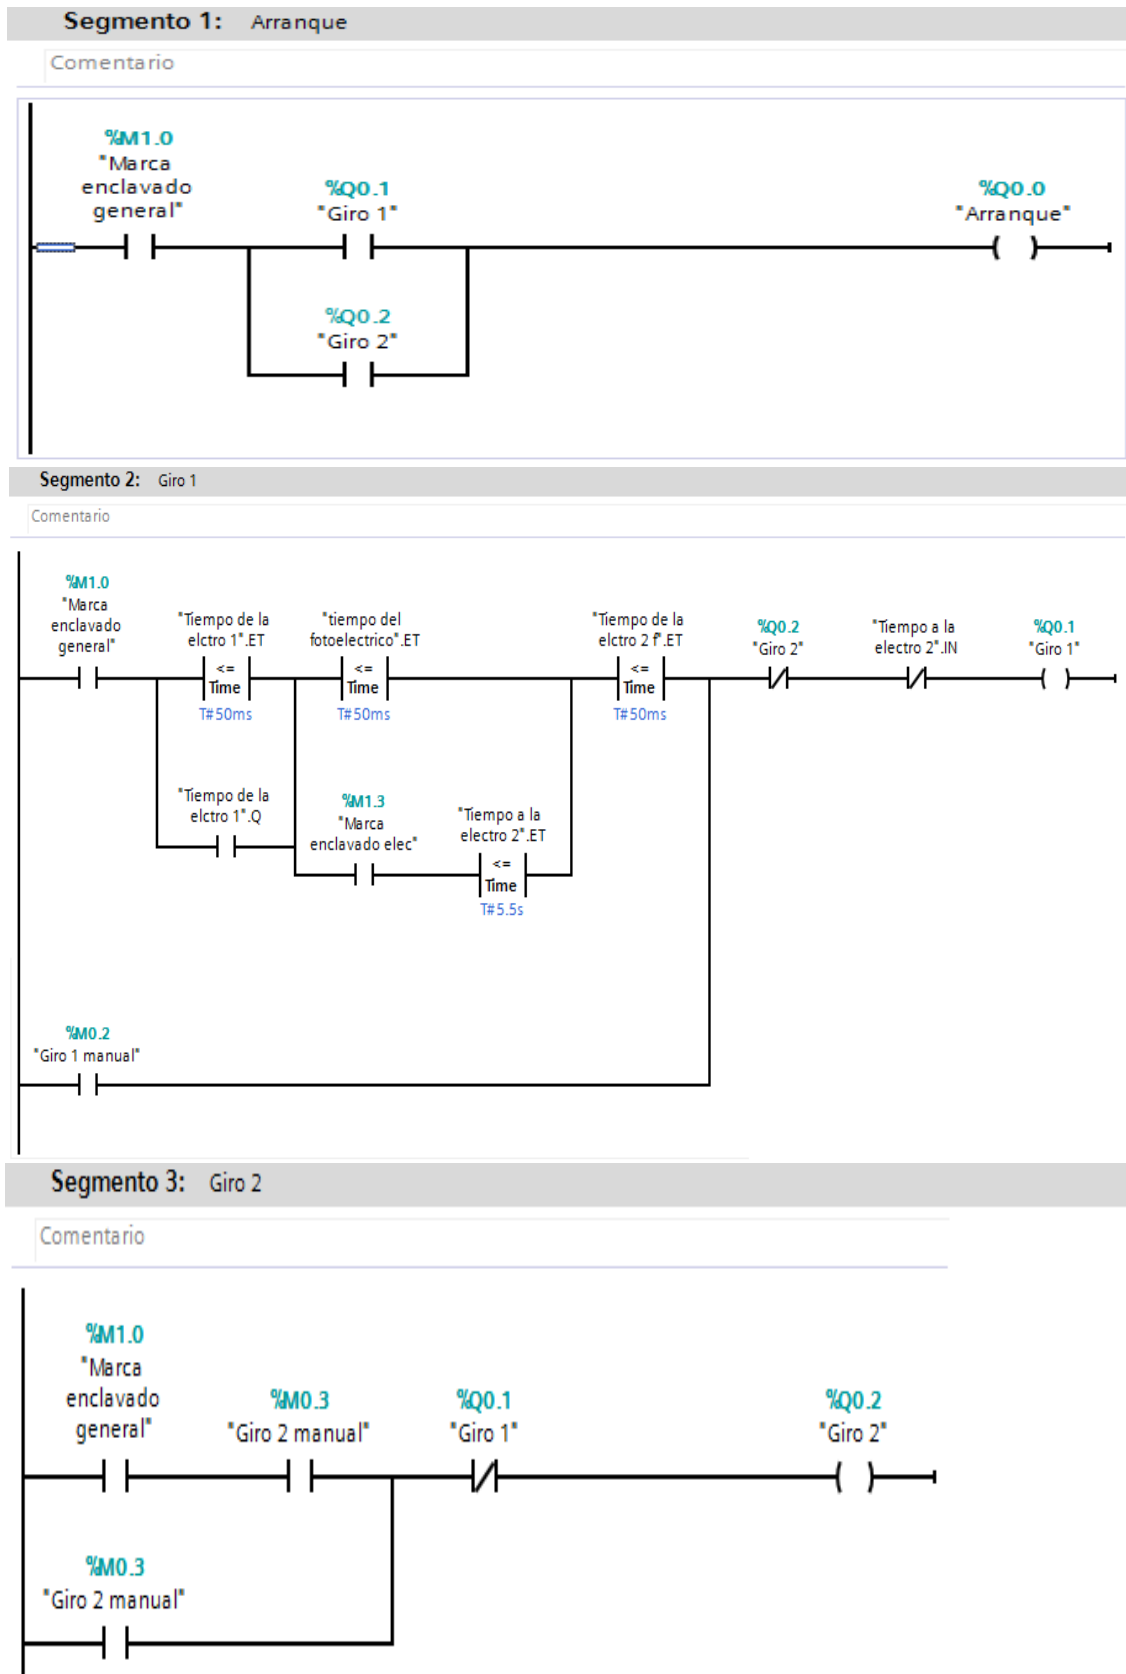 Segmento 1: Arranque
Comentario
%M1.0
"Marca
enclavado
general"
%Q0.1
"Giro 1"
%Q0.0
"Arranque"
%Q0.2
"Giro 2"
Segmento 2: Giro 1
Comentario
%M1.0
"Marca
enclavado
general"
"Tiempo de la
elctro 1".ET
<=
Time
T#50ms
"tiempo del
fotoelectrico".ET
<=
Time
T#50ms
"Tiempo de la
elctro 2 f".ET
<=
Time
T#50ms
%Q0.2
"Giro 2"
"Tiempo a la
electro 2".IN
%Q0.1
"Giro 1"
"Tiempo de la
elctro 1".Q
%M1.3
"Marca
enclavado elec"
"Tiempo a la
electro 2".ET
<=
Time
T#5.5s
%M0.2
"Giro 1 manual"
Segmento 3: Giro 2
Comentario
%M1.0
"Marca
enclavado
general"
%M0.3
"Giro 2 manual"
%Q0.1
"Giro 1"
%Q0.2
"Giro 2"
%M0.3
"Giro 2 manual"